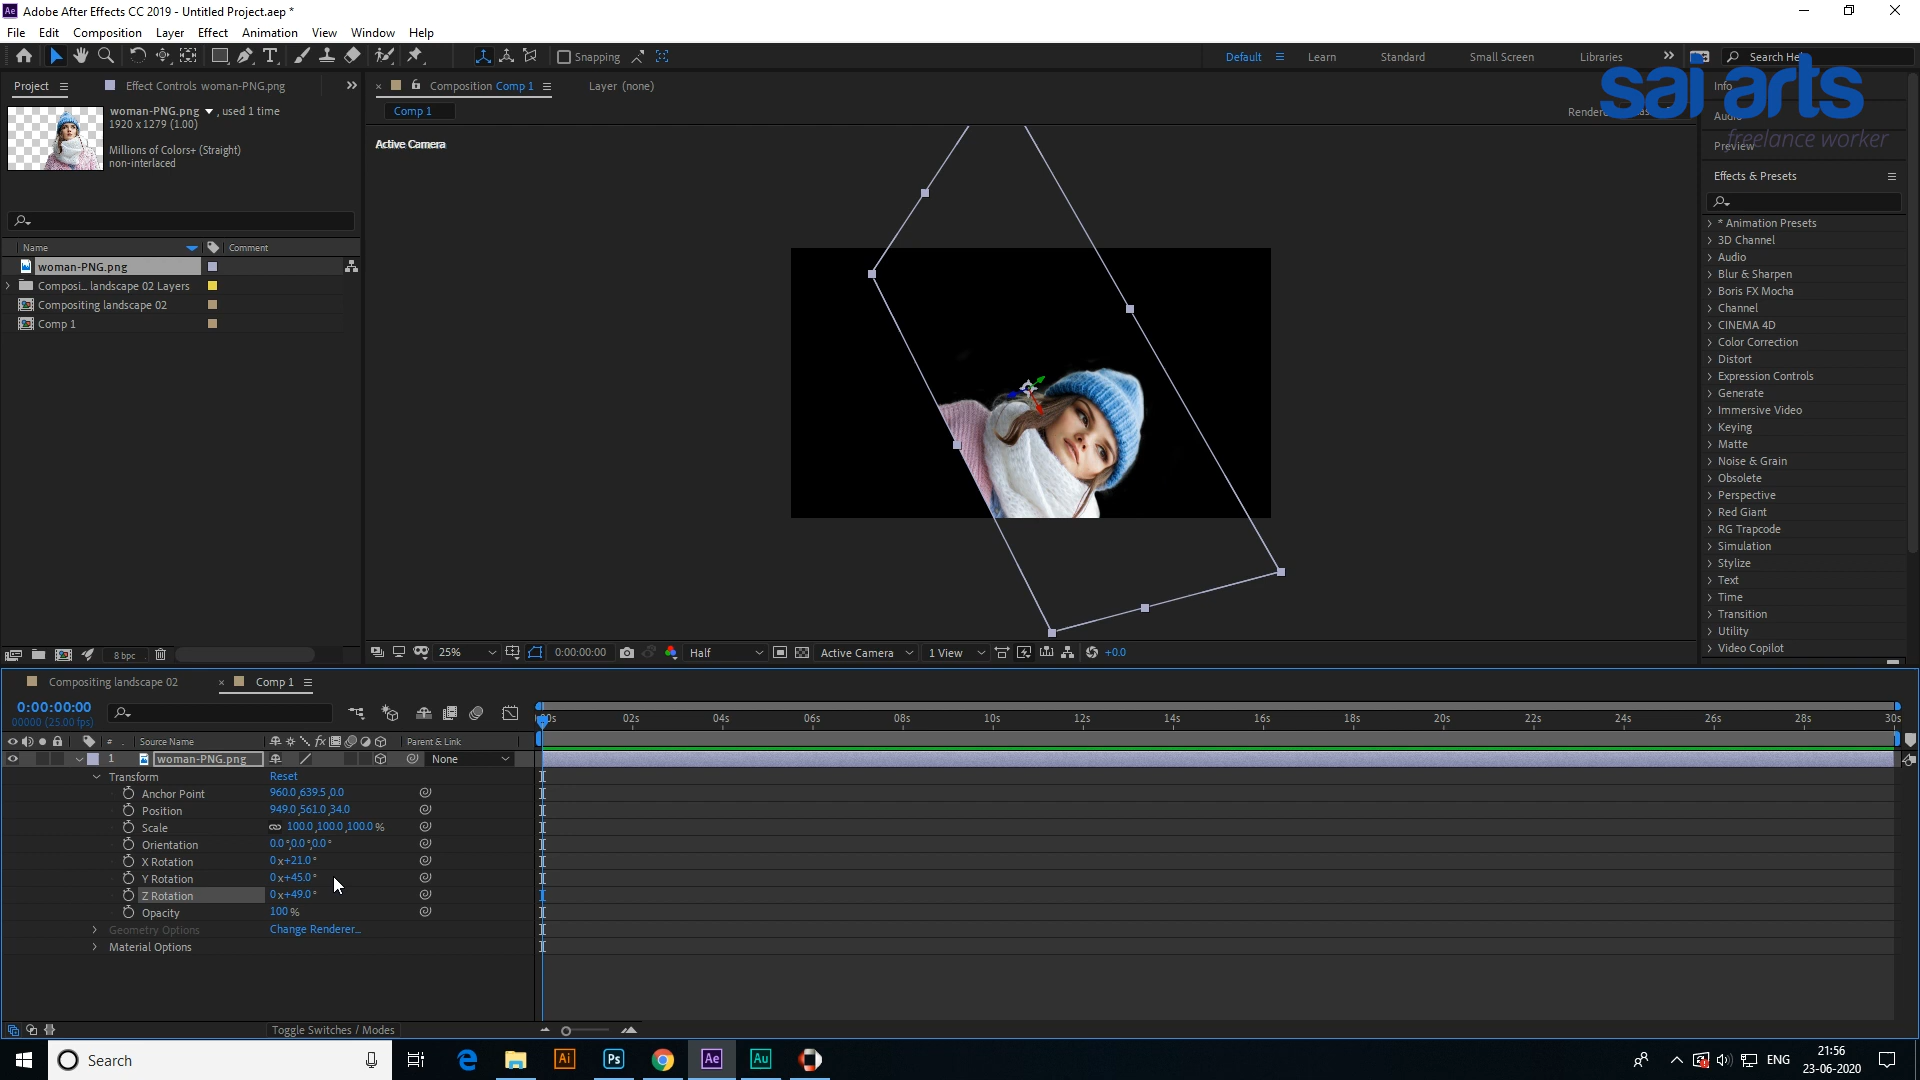 Adobe After Effects CC 2019 - Untitled Project.aep *
File Edit Composition Layer Effect Animation View Window Help
Snapping
Default Learn Standard Small Screen Libraries
sai arts
freelance worker
Project Effect Controls woman-PNG.png
Composition Comp 1 Layer (none)
Info
Comp 1
Preview
woman-PNG.png , used 1 time
1920 x 1279 (1.00)
Millions of Colors+ (Straight)
non-interlaced
Active Camera
Effects & Presets
Name Comment
woman-PNG.png
Composi... landscape 02 Layers
Compositing landscape 02
Comp 1
* Animation Presets
3D Channel
Audio
Blur & Sharpen
Boris FX Mocha
Channel
CINEMA 4D
Color Correction
Distort
Expression Controls
Generate
Immersive Video
Keying
Matte
Noise & Grain
Obsolete
Perspective
Red Giant
RG Trapcode
Simulation
Stylize
Text
Time
Transition
Utility
Video Copilot
8 bpc
25% 0:00:00:00 Half Active Camera 1 View +0.0
Compositing landscape 02 Comp 1
0:00:00:00
00000 (25.00 fps)
02s 04s 06s 08s 10s 12s 14s 16s 18s 20s 22s 24s 26s 28s 30s
# Source Name Parent & Link
1 woman-PNG.png None
Transform Reset
Anchor Point 960.0,639.5,0.0
Position 949.0,561.0,34.0
Scale 100.0,100.0,100.0%
Orientation 0.0°,0.0°,0.0°
X Rotation 0x+21.0°
Y Rotation 0x+45.0°
Z Rotation 0x+49.0°
Opacity 100%
Geometry Options Change Renderer...
Material Options
Toggle Switches / Modes
Search
Ai Ps Ae Au
ENG
21:56
23-06-2020